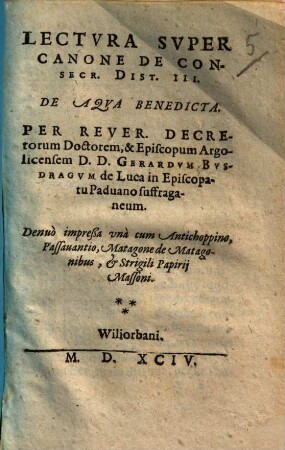 LECTVRA SVPER
CANONE DE CON-
SECR. DIST. III.
5
DE AQVA BENEDICTA.
PER REVER. DECRE-
torum Doctorem, & Episcopum Argo-
licensem D. D. GERARDVM BVS-
DRAGVM de Luca in Episcopa-
tu Paduano suffraga-
neum.
Denuò impreßa vnà cum Antichoppino,
Passauantio, Matagone de Matago-
nibus, & Strigili Papirij
Massoni.
* *
*
Wiliorbani.
M. D. XCIV.